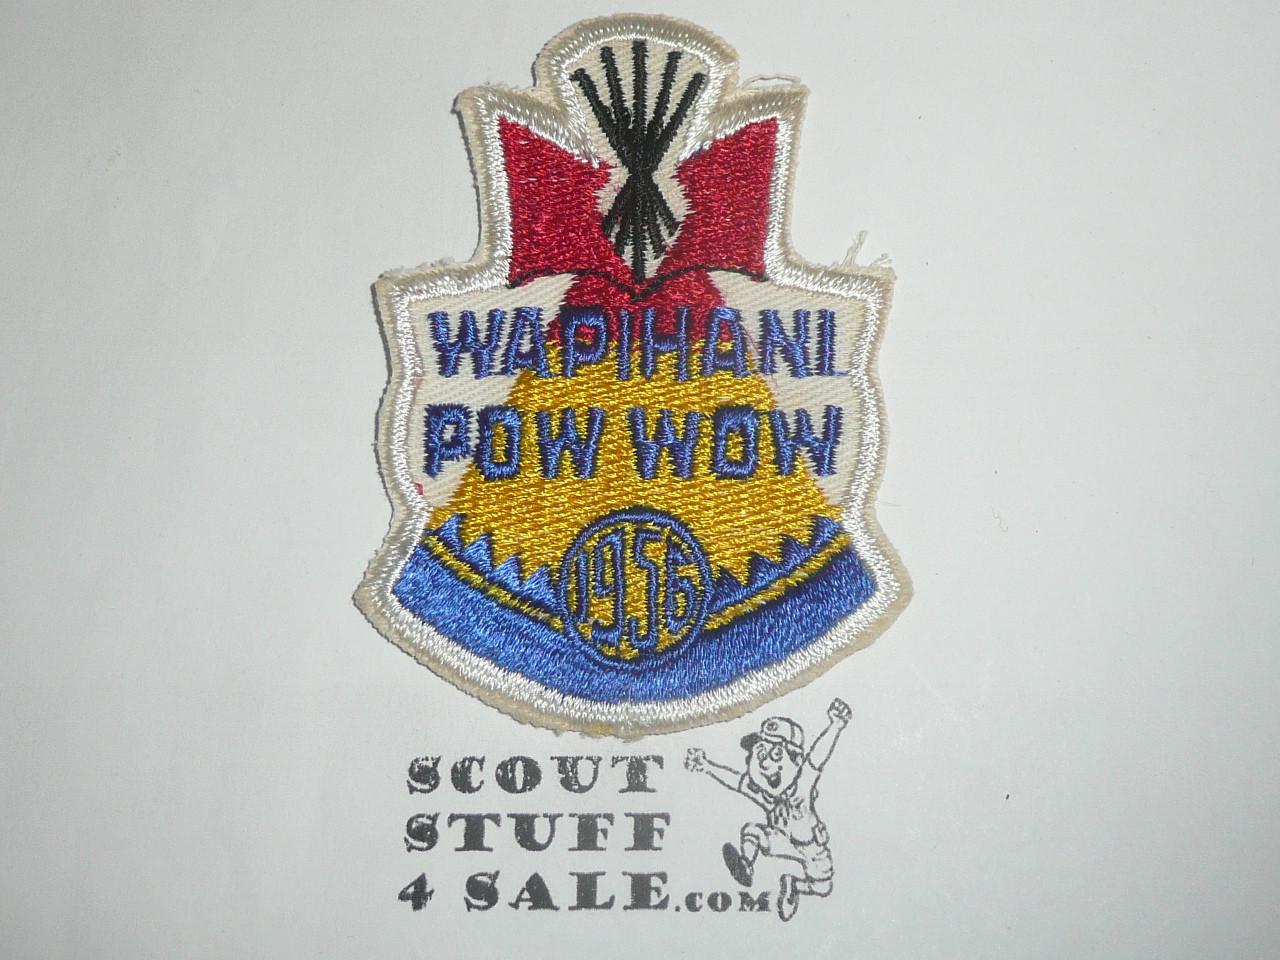 WAPIHANI
POW WOW
1956
SCOUT
STUFF
4 SALE.COM